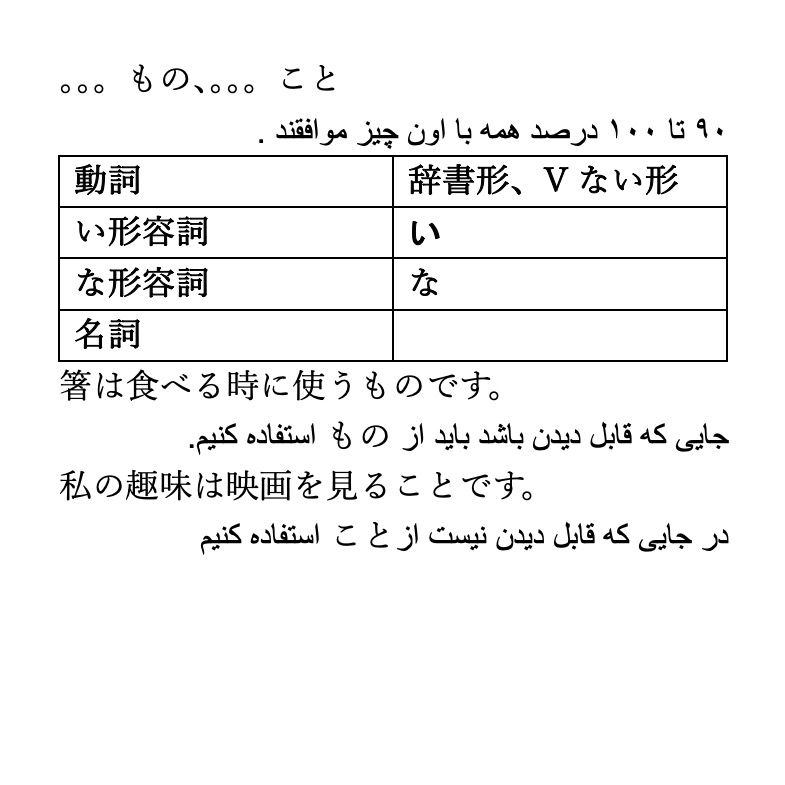 。。。もの、。。。こと
۹۰ تا ۱۰۰ درصد همه با اون چیز موافقند .
動詞 辞書形、V ない形
い形容詞 い
な形容詞 な
名詞
箸は食べる時に使うものです。
جایی که قابل دیدن باشد باید از もの استفاده کنیم.
私の趣味は映画を見ることです。
در جایی که قابل دیدن نیست از こと استفاده کنیم